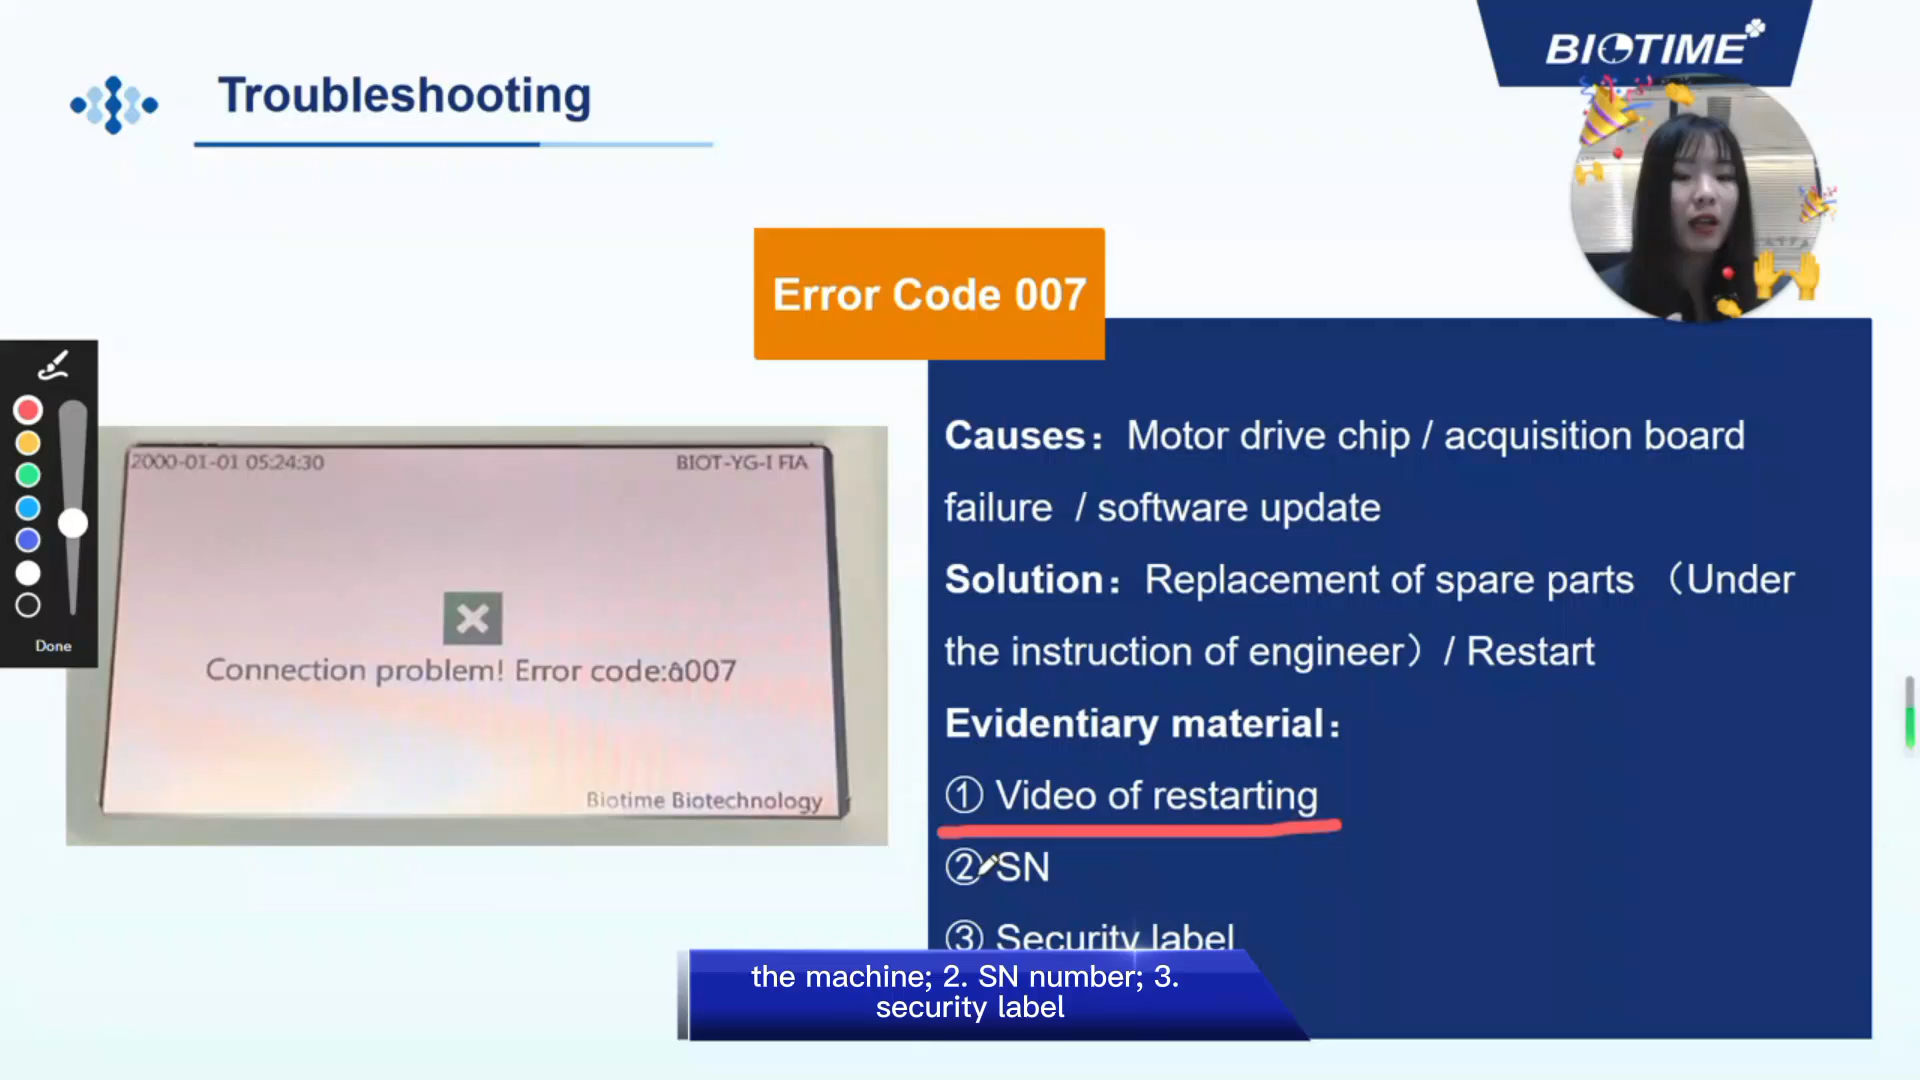 BIOTIME
Troubleshooting
Error Code 007
Causes： Motor drive chip / acquisition board
failure / software update
Solution： Replacement of spare parts （Under
the instruction of engineer）/ Restart
Evidentiary material：
① Video of restarting
② SN
③ Security label
2000-01-01 05:24:30
BIOT-YG-I FIA
Connection problem! Error code:â007
Biotime Biotechnology
Done
the machine; 2. SN number; 3.
security label